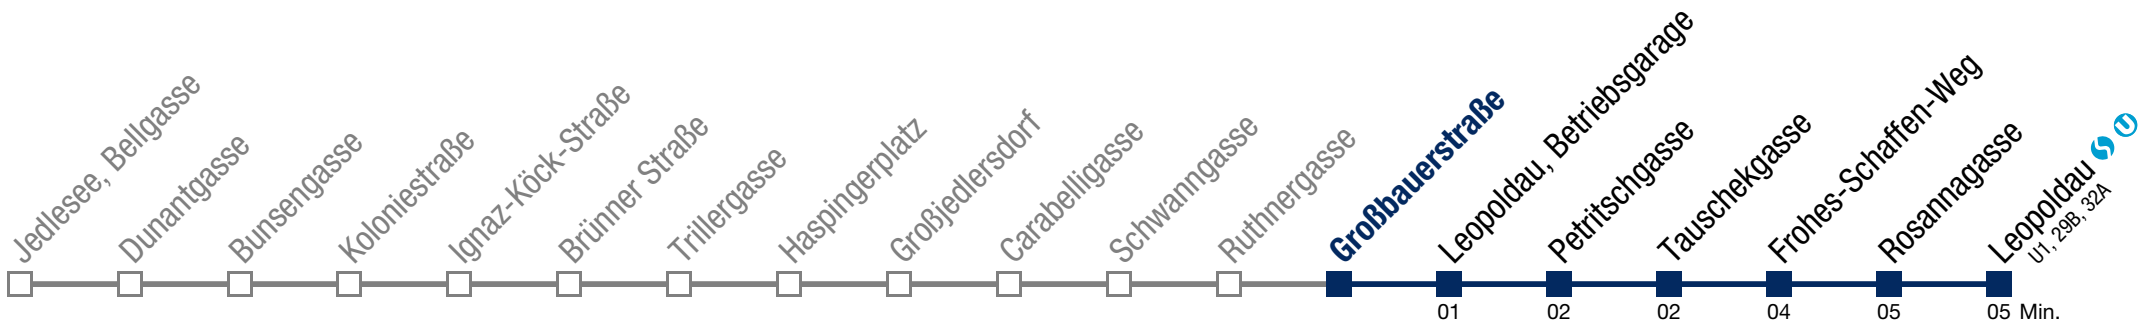 Jedlesee, Bellgasse
Dunantgasse
Bunsengasse
Koloniestraße
Ignaz-Köck-Straße
Brünner Straße
Trillergasse
Haspingerplatz
Großjedlersdorf
Carabelligasse
Schwanngasse
Ruthnergasse
Großbauerstraße
Leopoldau, Betriebsgarage
Petritschgasse
Tauschekgasse
Frohes-Schaffen-Weg
Rosannagasse
Leopoldau S U
U1, 29B, 32A
01 02 02 04 05 05 Min.